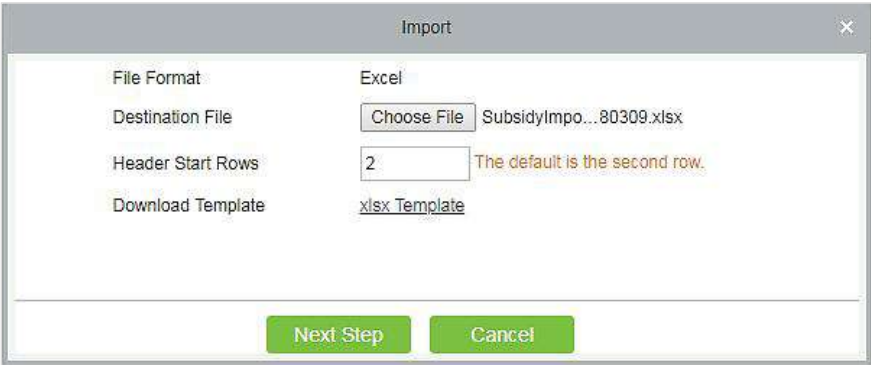 Import ×
File Format Excel
Destination File Choose File SubsidyImpo...80309.xlsx
Header Start Rows 2 The default is the second row.
Download Template xlsx Template
Next Step Cancel